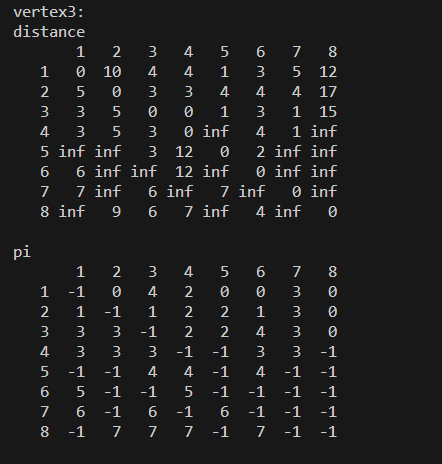 vertex3:
distance
1 2 3 4 5 6 7 8
1 0 10 4 4 1 3 5 12
2 5 0 3 3 4 4 4 17
3 3 5 0 0 1 3 1 15
4 3 5 3 0 inf 4 1 inf
5 inf inf 3 12 0 2 inf inf
6 6 inf inf 12 inf 0 inf inf
7 7 inf 6 inf 7 inf 0 inf
8 inf 9 6 7 inf 4 inf 0
pi
1 2 3 4 5 6 7 8
1 -1 0 4 2 0 0 3 0
2 1 -1 1 2 2 1 3 0
3 3 3 -1 2 2 4 3 0
4 3 3 3 -1 -1 3 3 -1
5 -1 -1 4 4 -1 4 -1 -1
6 5 -1 -1 5 -1 -1 -1 -1
7 6 -1 6 -1 6 -1 -1 -1
8 -1 7 7 7 -1 7 -1 -1